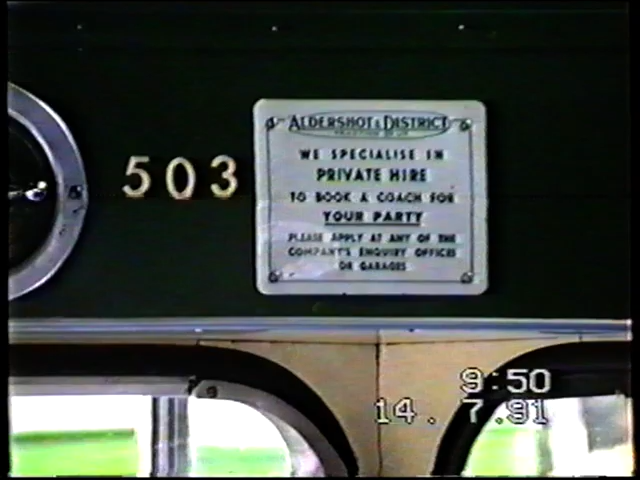 503
ALDERSHOT & DISTRICT
WE SPECIALISE IN
PRIVATE HIRE
TO BOOK A COACH FOR
YOUR PARTY
PLEASE APPLY AT ANY OF THE
COMPANY'S ENQUIRY OFFICES
OR GARAGES
9:50
14. 7.91